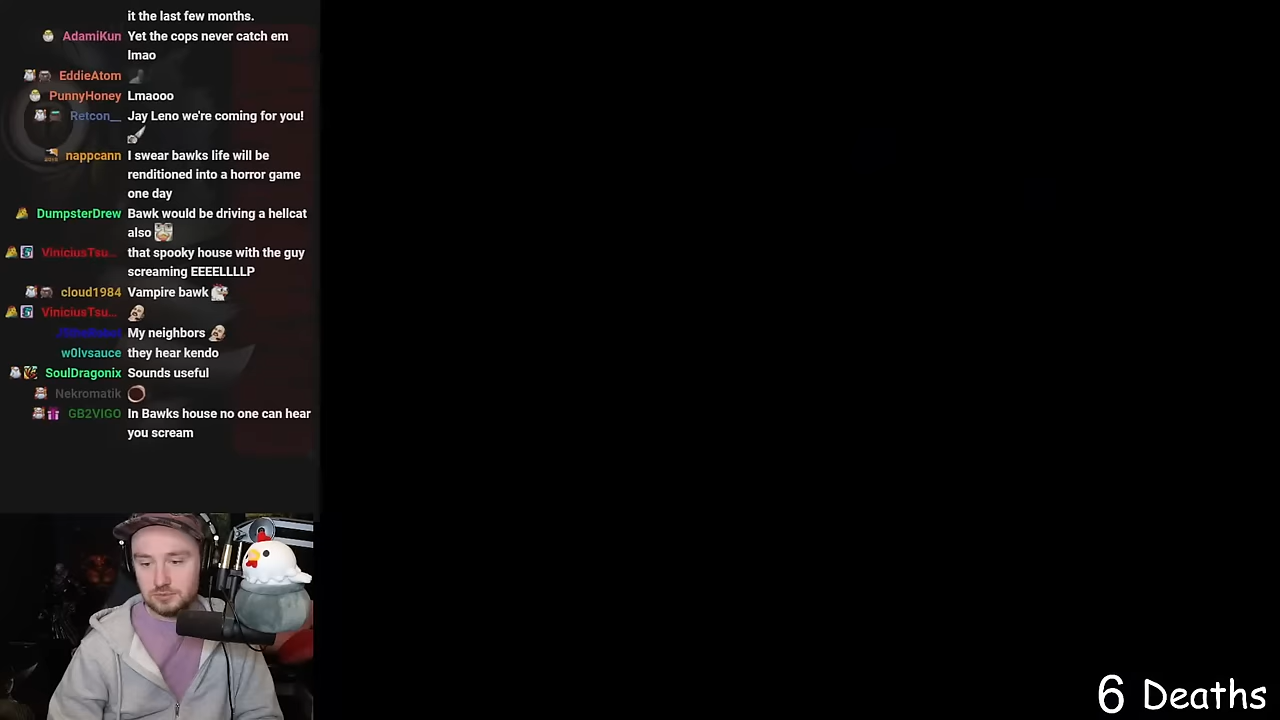 it the last few months.
AdamiKun Yet the cops never catch em
lmao
EddieAtom
PunnyHoney Lmaooo
Retcon__ Jay Leno we're coming for you!
nappcann I swear bawks life will be
renditioned into a horror game
one day
DumpsterDrew Bawk would be driving a hellcat
also
ViniciusTsu... that spooky house with the guy
screaming EEEELLLLP
cloud1984 Vampire bawk
ViniciusTsu...
My neighbors
w0lvsauce they hear kendo
SoulDragonix Sounds useful
Nekromatik
GB2VIGO In Bawks house no one can hear
you scream
6 Deaths